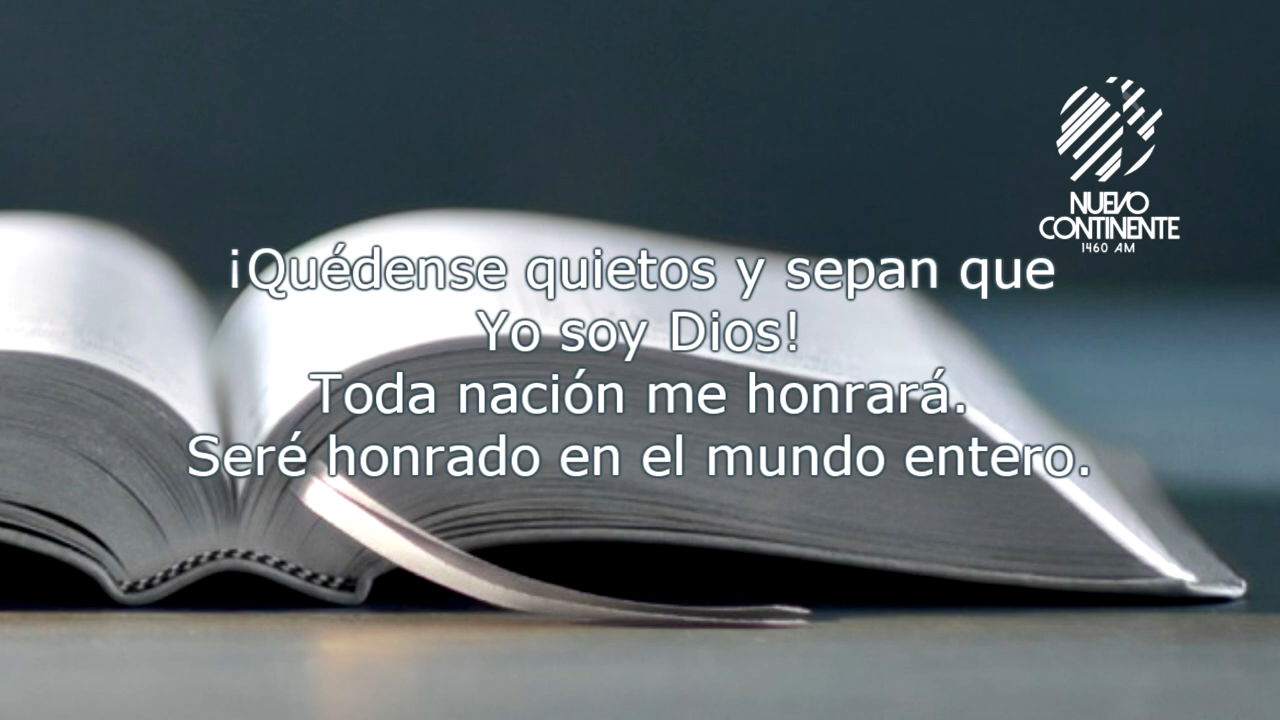 NUEVO
CONTINENTE
1460 AM
¡Quédense quietos y sepan que
Yo soy Dios!
Toda nación me honrará.
Seré honrado en el mundo entero.